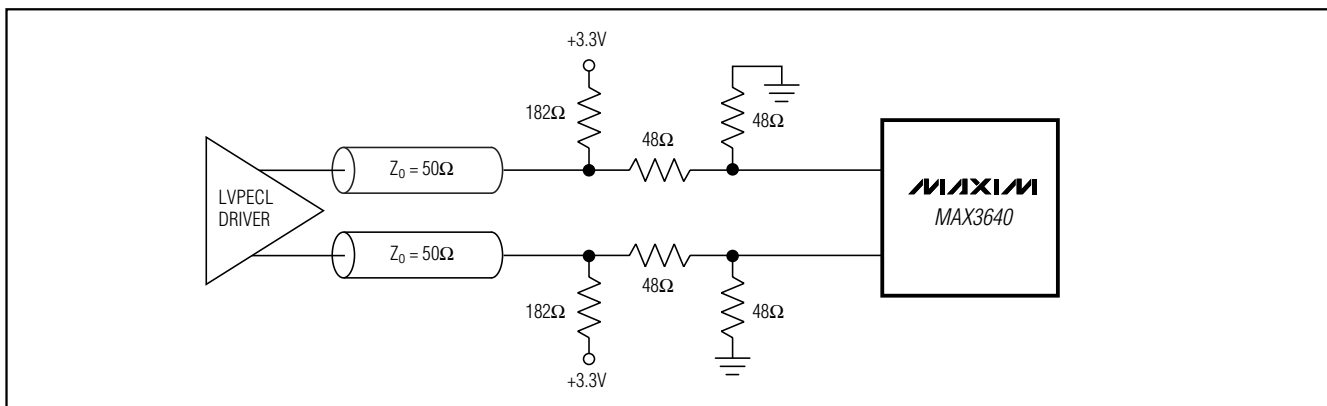 +3.3V
182Ω
48Ω
48Ω
Z0 = 50Ω
LVPECL
DRIVER
MAXIM
MAX3640
Z0 = 50Ω
48Ω
182Ω
48Ω
+3.3V